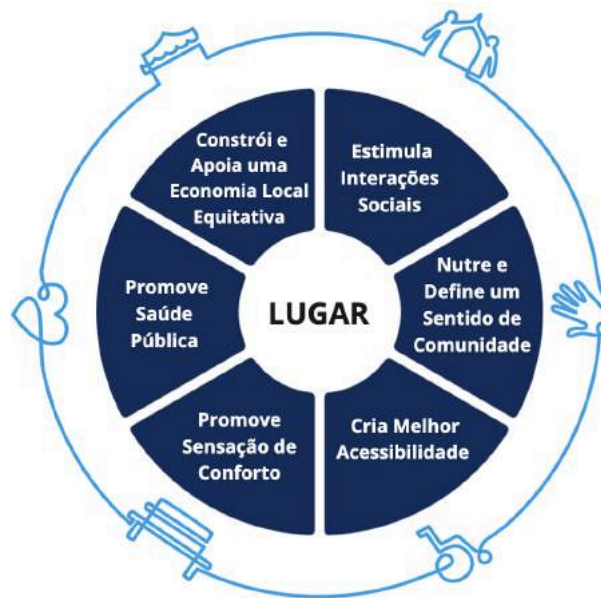 Constrói e
Apoia uma
Economia Local
Equitativa
Estimula
Interações
Sociais
Nutre e
Define um
Sentido de
Comunidade
Cria Melhor
Acessibilidade
Promove
Sensação de
Conforto
Promove
Saúde
Pública
LUGAR